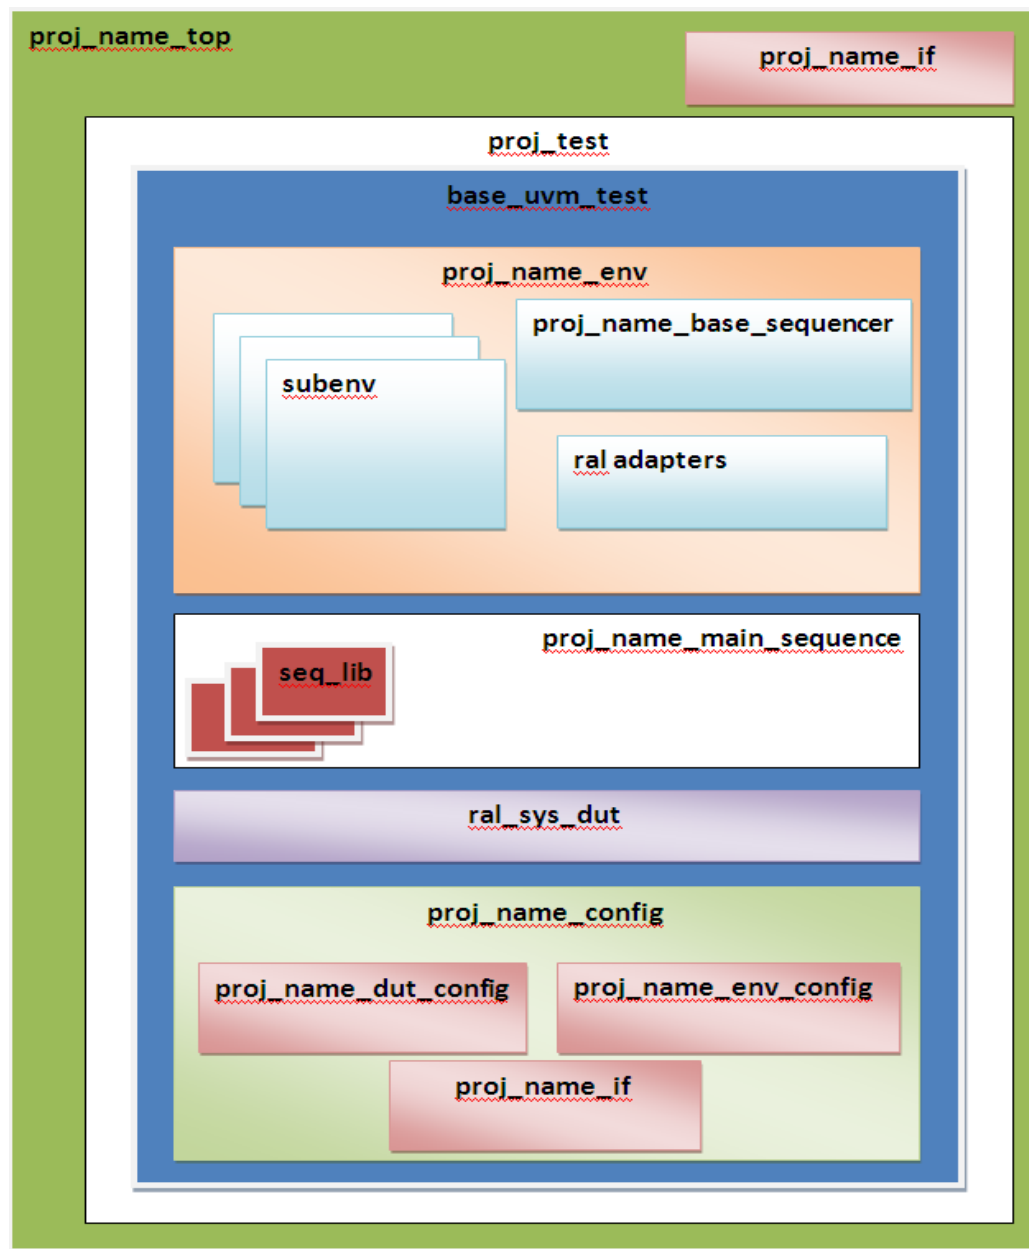 proj_name_top
proj_name_if
proj_test
base_uvm_test
proj_name_env
proj_name_base_sequencer
subenv
ral adapters
proj_name_main_sequence
seq_lib
ral_sys_dut
proj_name_config
proj_name_dut_config
proj_name_env_config
proj_name_if